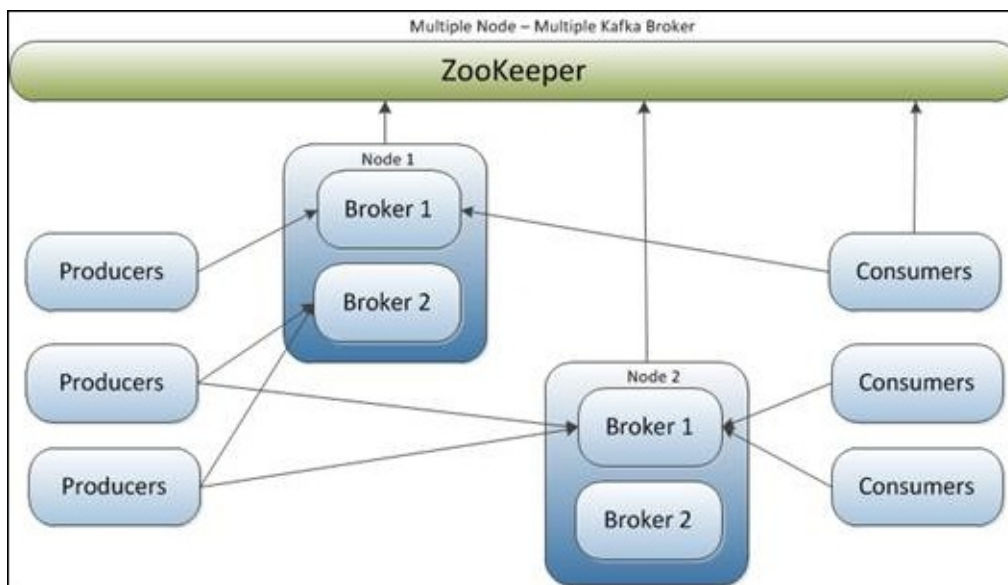 Multiple Node – Multiple Kafka Broker
ZooKeeper
Node 1
Broker 1
Producers
Consumers
Broker 2
Producers
Consumers
Node 2
Broker 1
Producers
Consumers
Broker 2